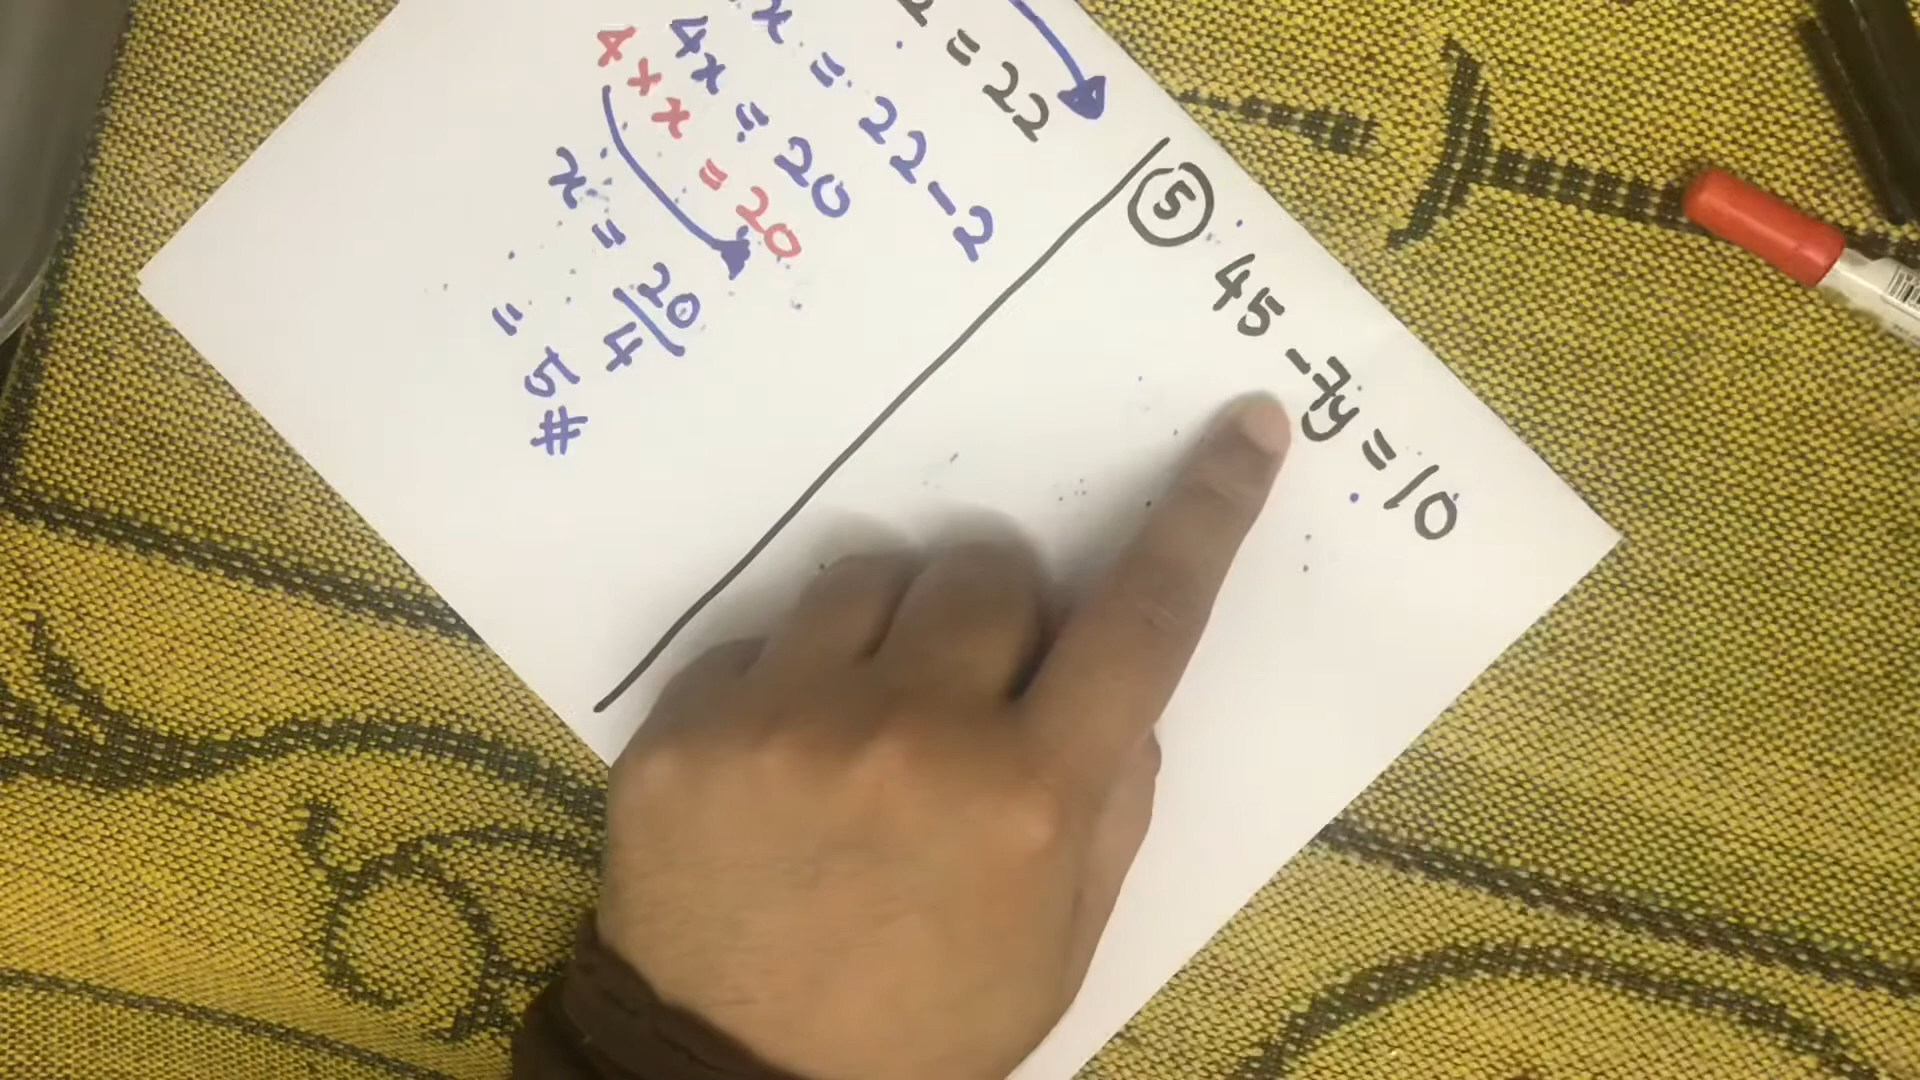 = 22
x = 22 - 2
4x = 20
4 x x = 20
x = 20/4
= 5 #
⑤ 45 - 7y = 10